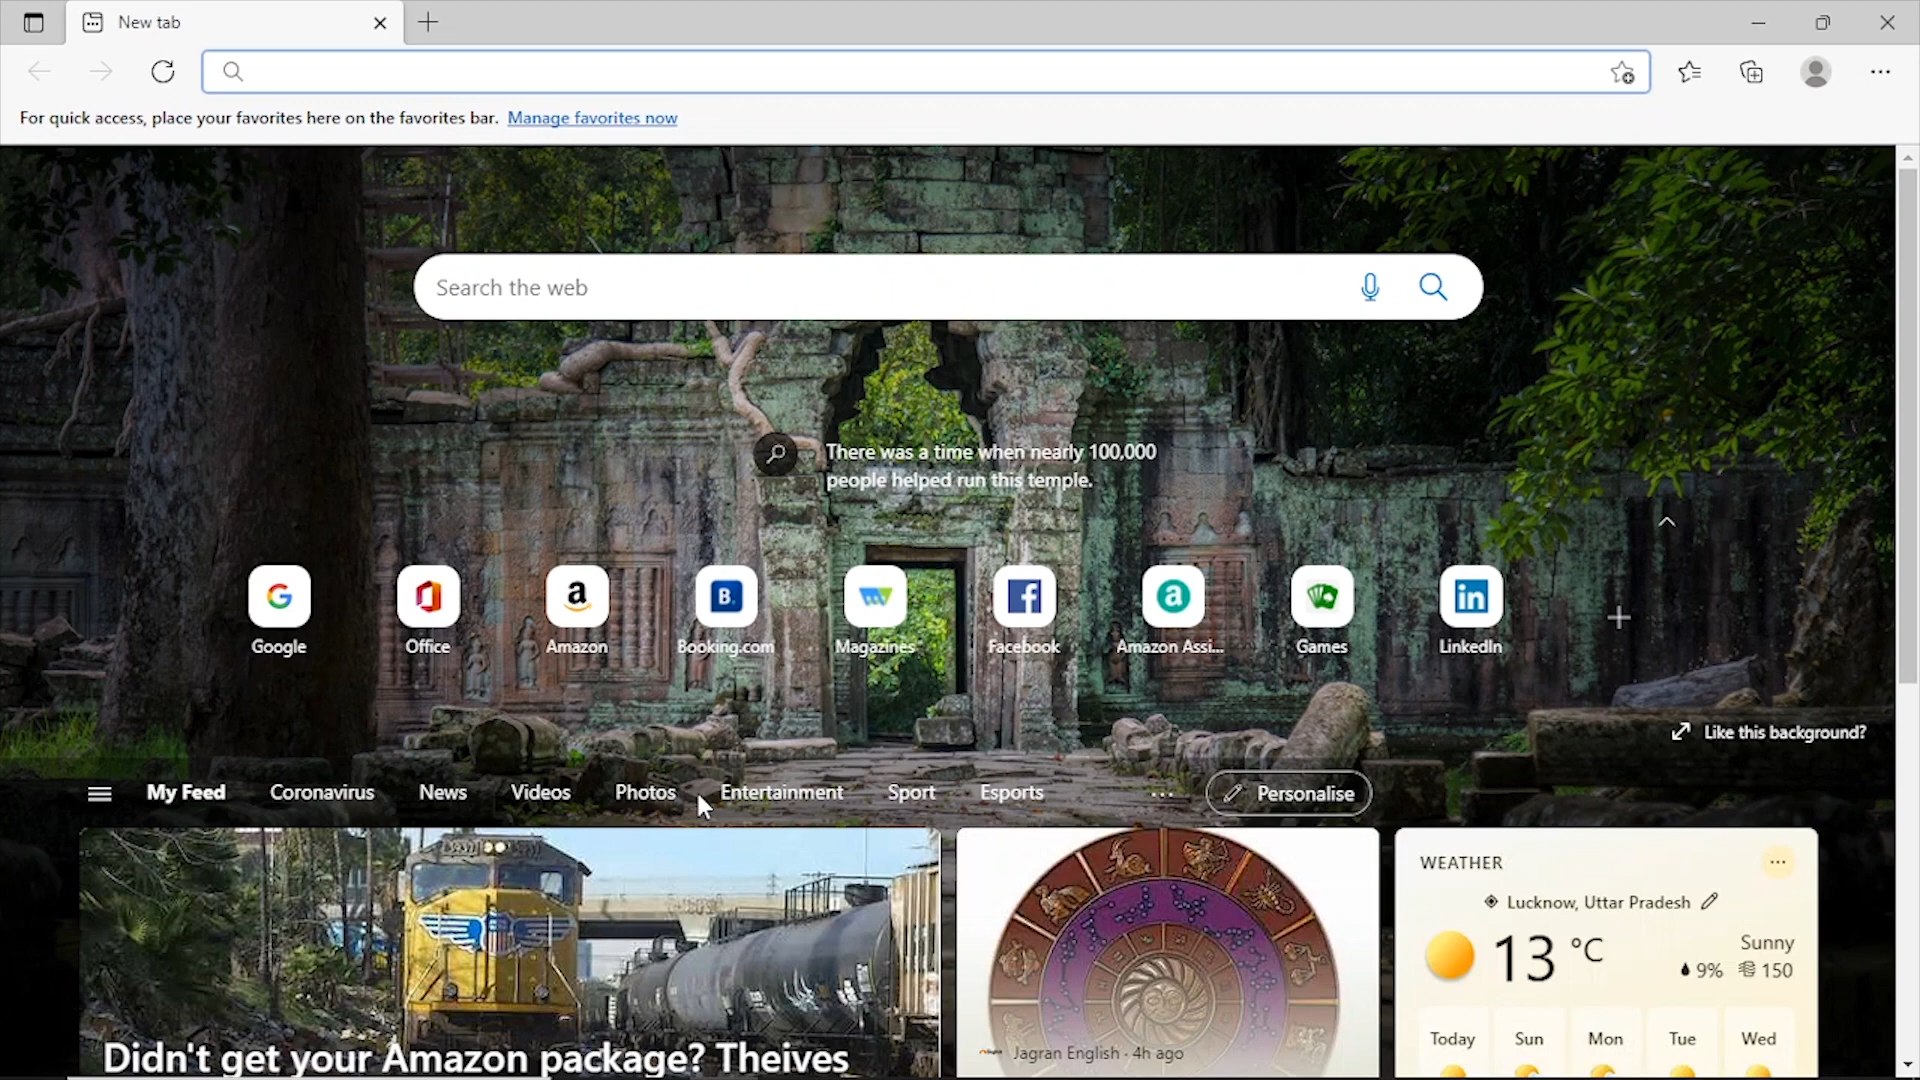 New tab
For quick access, place your favorites here on the favorites bar. Manage favorites now
Search the web
There was a time when nearly 100,000
people helped run this temple.
Google
Office
Amazon
Booking.com
Magazines
Facebook
Amazon Assi...
Games
LinkedIn
Like this background?
My Feed
Coronavirus
News
Videos
Photos
Entertainment
Sport
Esports
...
Personalise
WEATHER
Lucknow, Uttar Pradesh
13 °C
Sunny
9% 150
Today
Sun
Mon
Tue
Wed
Didn't get your Amazon package? Theives
Jagran English · 4h ago